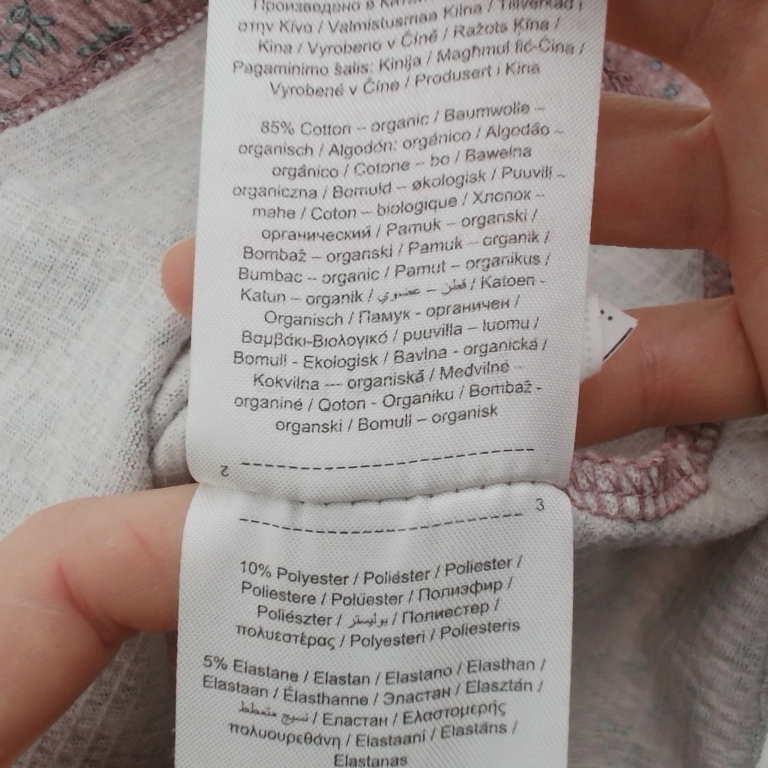 Произведено в Китае
στην Κίνα / Valmistusmaa Kiina / Tillverkad i
Kina / Vyrobeno v Číně / Ražots Ķīna /
Pagaminimo šalis: Kinija / Magħmul fiċ-Ċina /
Vyrobené v Číne / Produsert i Kina
85% Cotton – organic / Baumwolle –
organisch / Algodón: orgánico / Algodão –
orgânico / Cotone – bo / Bawełna
organiczna / Bomuld – økologisk / Puuvill –
mahe / Coton – biologique / Хлопок –
органический / Pamuk – organski /
Bombaž – organski / Pamuk – organik /
Bumbac – organic / Pamut – organikus /
Katun – organik / قطن – عضوي / Katoen -
Organisch / Памук - органичен /
Βαμβάκι-Βιολογικό / puuvilla – luomu /
Bomull - Ekologisk / Bavlna - organická /
Kokvilna --- organiskā / Medvilnė –
organinė / Qoton - Organiku / Bombaž -
organski / Bomull – organisk
2
3
10% Polyester / Poliéster / Poliester /
Poliestere / Polüester / Полиэфир /
Poliészter / بوليستر / Полиестер /
πολυεστέρας / Polyesteri / Poliesteris
5% Elastane / Elastan / Elastano / Elasthan /
Elastaan / Élasthanne / Эластан / Elasztán /
نسيج متمطط / Еластан / Ελαστομερής
πολυουρεθάνη / Elastaani / Elastāns /
Elastanas